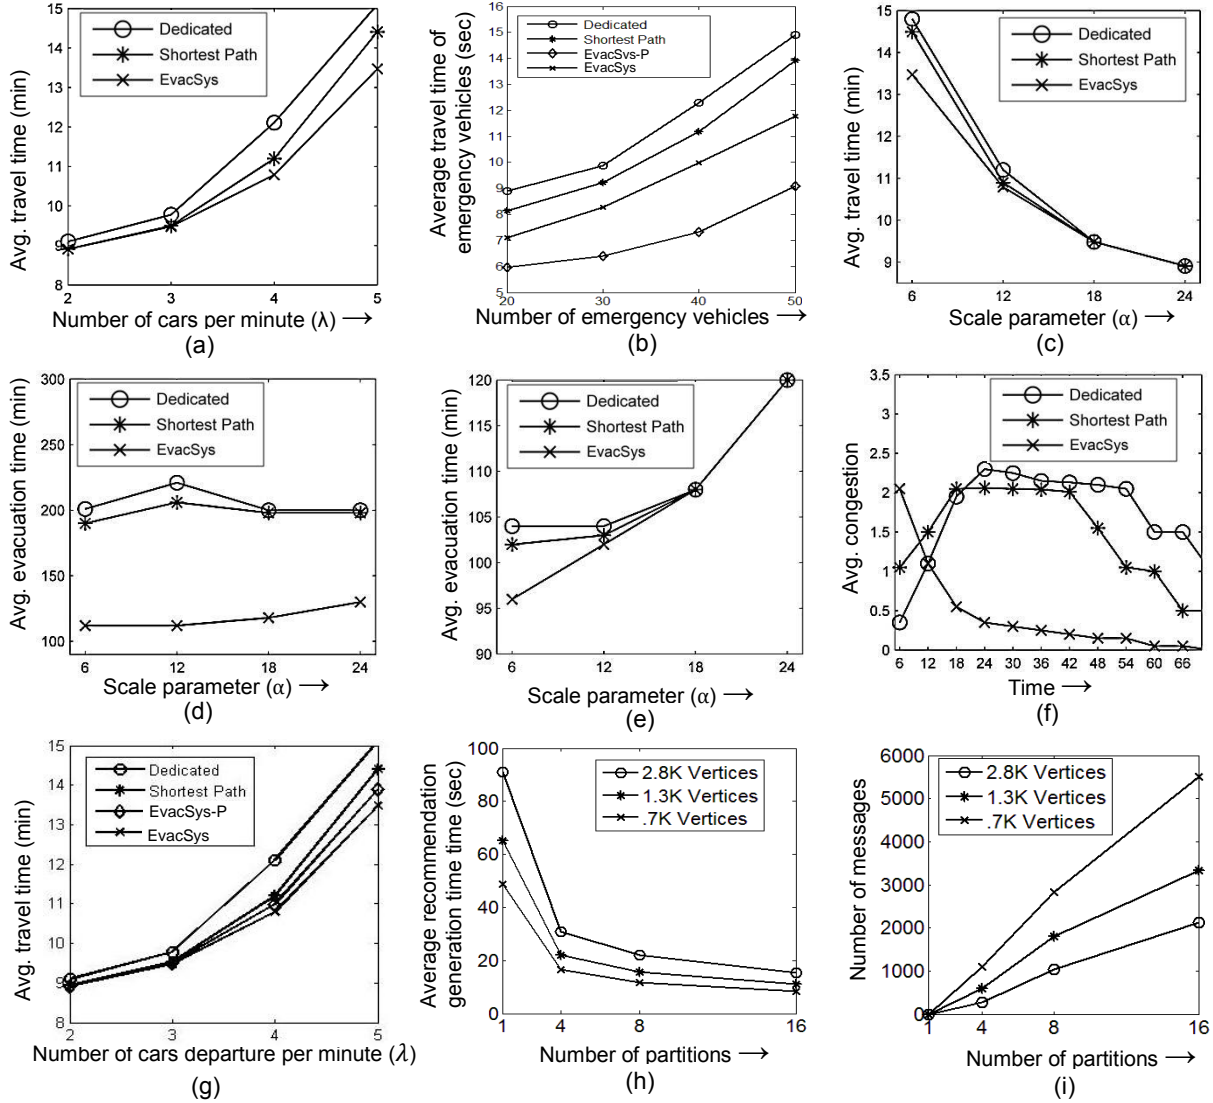 Avg. travel time (min)
15
14
13
12
11
10
9
8
2
3
4
5
Dedicated
Shortest Path
EvacSys
Number of cars per minute (λ) →
(a)
Average travel time of
emergency vehicles (sec)
16
15
14
13
12
11
10
9
8
7
6
5
20
30
40
50
Dedicated
Shortest Path
EvacSys-P
EvacSys
Number of emergency vehicles →
(b)
Avg. travel time (min)
15
14
13
12
11
10
9
6
12
18
24
Dedicated
Shortest Path
EvacSys
Scale parameter (α) →
(c)
Avg. evacuation time (min)
300
250
200
150
100
6
12
18
24
Dedicated
Shortest Path
EvacSys
Scale parameter (α) →
(d)
Avg. evacuation time (min)
120
116
108
104
100
95
90
6
12
18
24
Dedicated
Shortest Path
EvacSys
Scale parameter (α) →
(e)
Avg. congestion
3.5
3
2.5
2
1.5
1
0.5
0
6 12 18 24 30 36 42 48 54 60 66
Dedicated
Shortest Path
EvacSys
Time →
(f)
Avg. travel time (min)
15
14
13
12
11
10
9
8
2
3
4
5
Dedicated
Shortest Path
EvacSys-P
EvacSys
Number of cars departure per minute (λ)
(g)
Average recommendation
generation time time (sec)
100
80
60
40
20
0
1
4
8
16
2.8K Vertices
1.3K Vertices
.7K Vertices
Number of partitions →
(h)
Number of messages
6000
5000
4000
3000
2000
1000
0
1
4
8
16
2.8K Vertices
1.3K Vertices
.7K Vertices
Number of partitions →
(i)